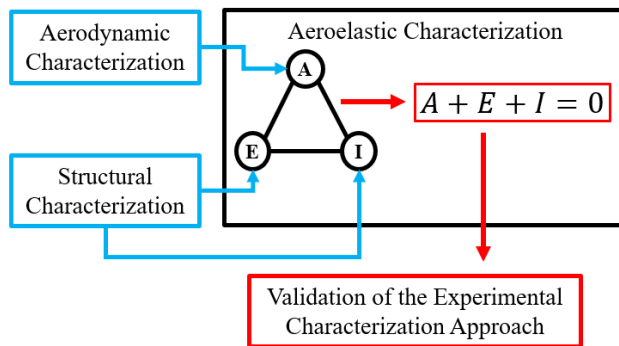 Aerodynamic
Characterization
Aeroelastic Characterization
A
E
I
A + E + I = 0
Structural
Characterization
Validation of the Experimental
Characterization Approach